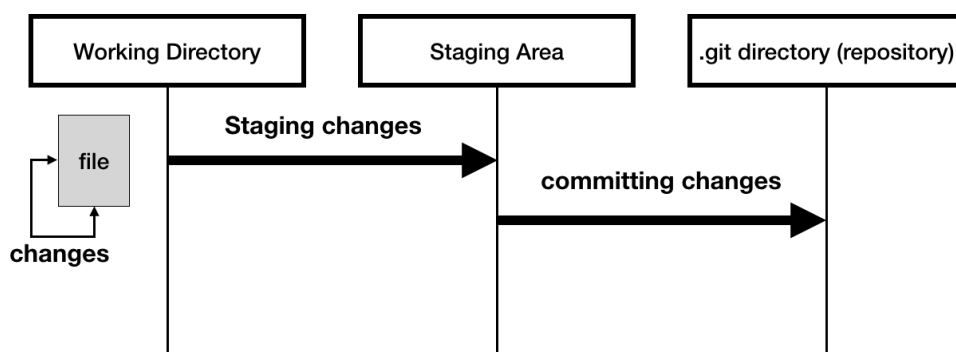 Working Directory
Staging Area
.git directory (repository)
Staging changes
file
committing changes
changes